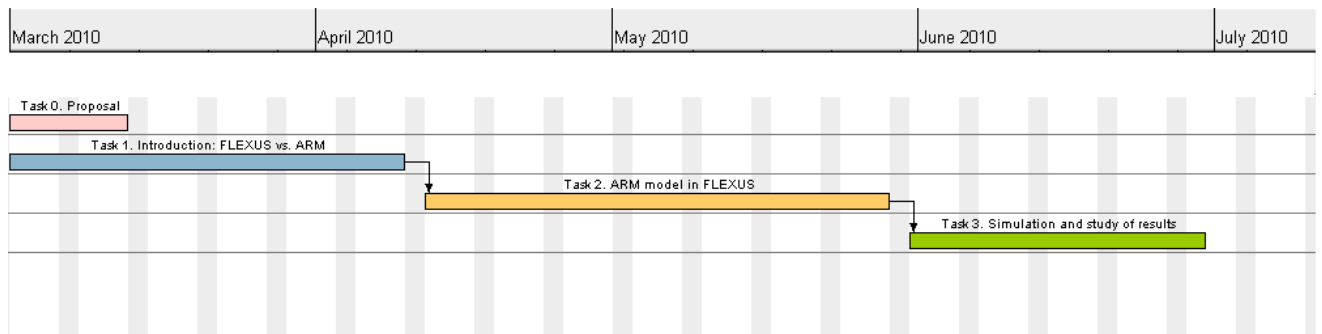 March 2010 April 2010 May 2010 June 2010 July 2010
Task 0. Proposal
Task 1. Introduction: FLEXUS vs. ARM
Task 2. ARM model in FLEXUS
Task 3. Simulation and study of results